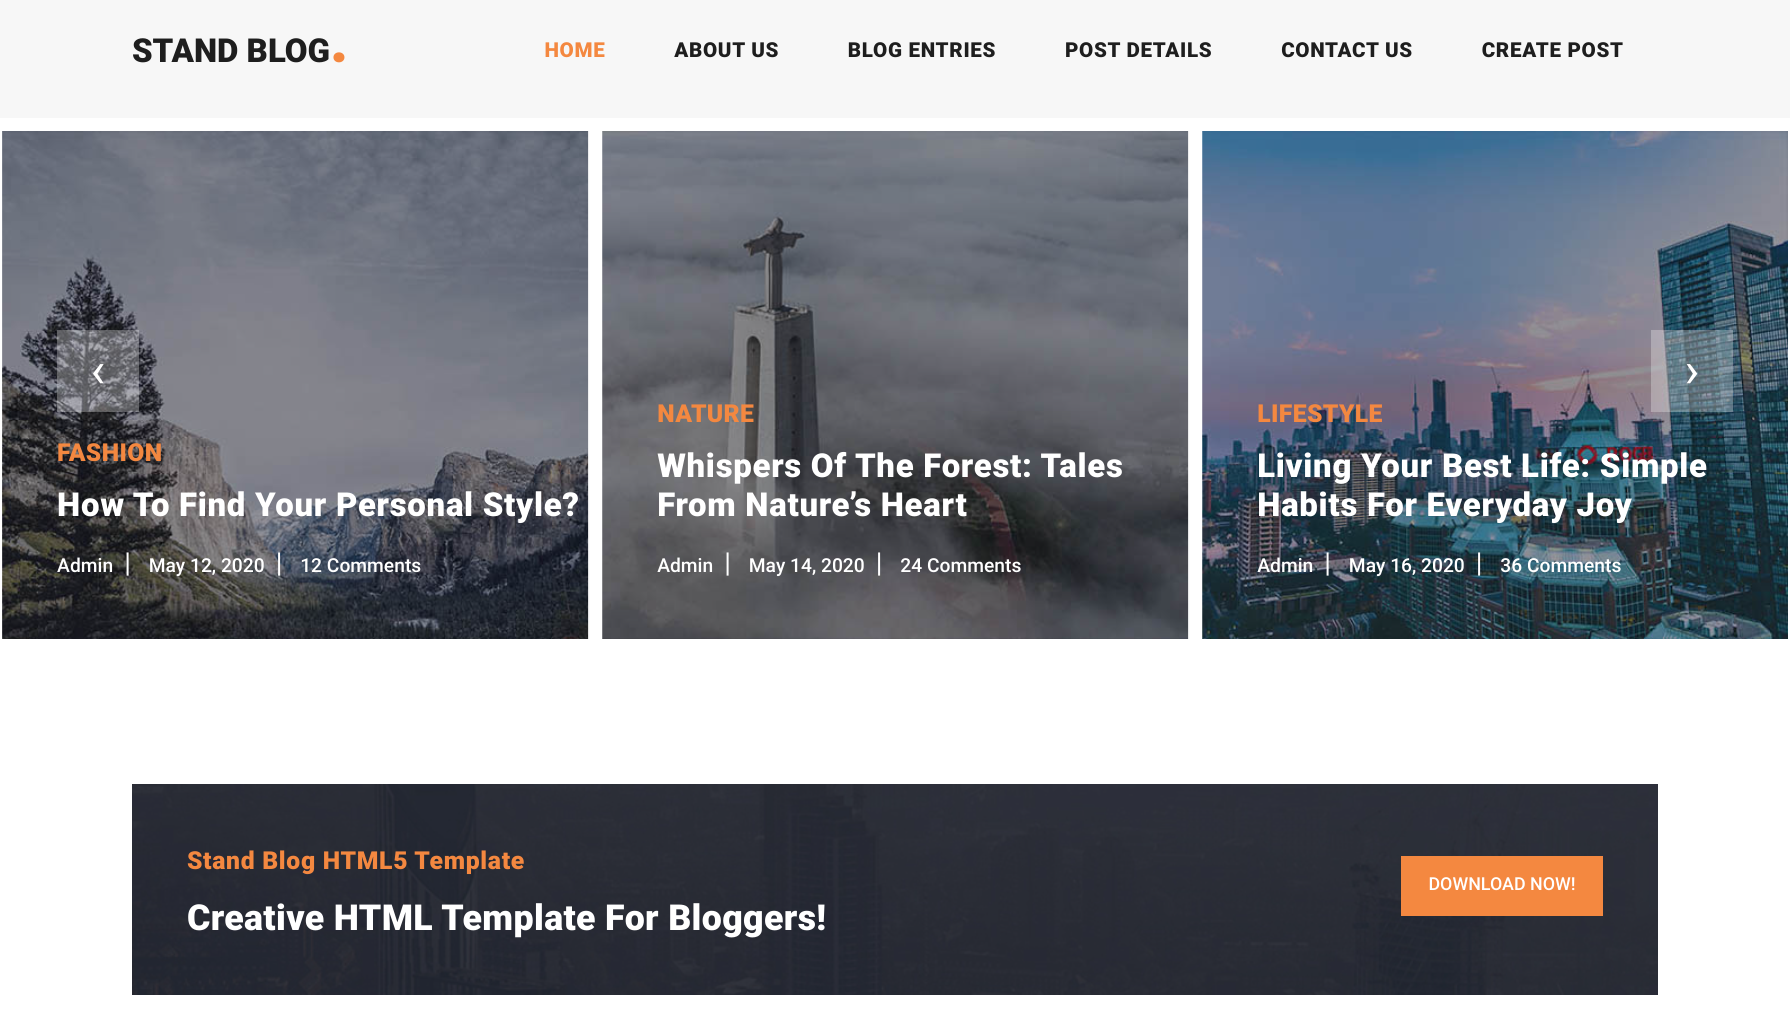 STAND BLOG.
HOME
ABOUT US
BLOG ENTRIES
POST DETAILS
CONTACT US
CREATE POST
‹
FASHION
How To Find Your Personal Style?
Admin | May 12, 2020 | 12 Comments
NATURE
Whispers Of The Forest: Tales
From Nature’s Heart
Admin | May 14, 2020 | 24 Comments
›
LIFESTYLE
Living Your Best Life: Simple
Habits For Everyday Joy
Admin | May 16, 2020 | 36 Comments
Stand Blog HTML5 Template
Creative HTML Template For Bloggers!
DOWNLOAD NOW!